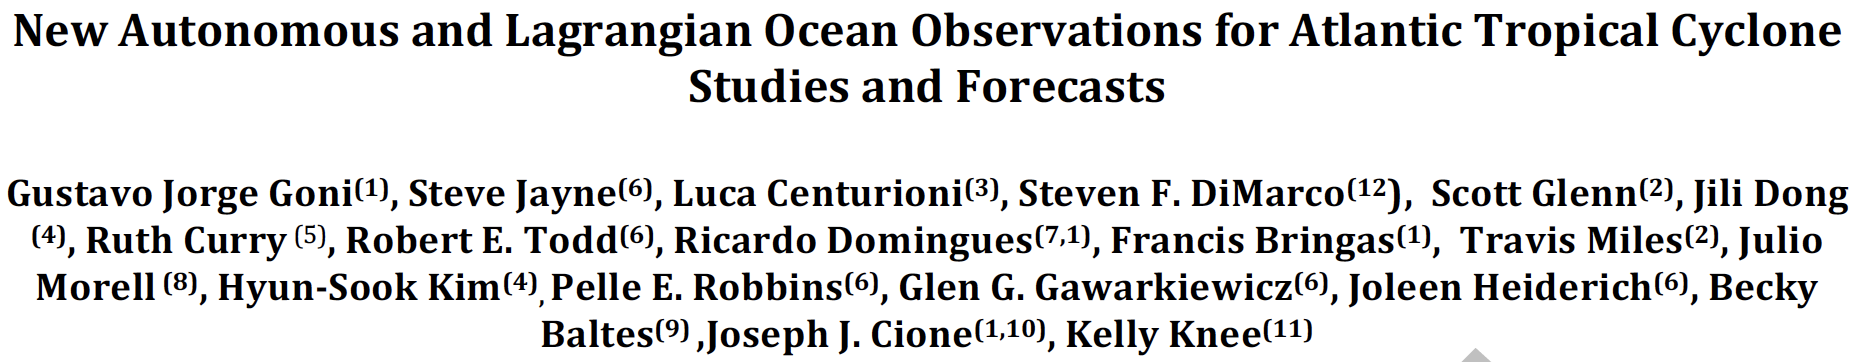 New Autonomous and Lagrangian Ocean Observations for Atlantic Tropical Cyclone
Studies and Forecasts
Gustavo Jorge Goni(1), Steve Jayne(6), Luca Centurioni(3), Steven F. DiMarco(12), Scott Glenn(2), Jili Dong
(4), Ruth Curry (5), Robert E. Todd(6), Ricardo Domingues(7,1), Francis Bringas(1), Travis Miles(2), Julio
Morell (8), Hyun-Sook Kim(4), Pelle E. Robbins(6), Glen G. Gawarkiewicz(6), Joleen Heiderich(6), Becky
Baltes(9) ,Joseph J. Cione(1,10), Kelly Knee(11)